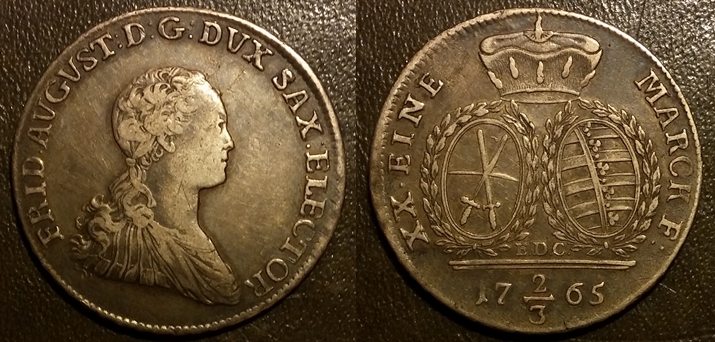 FRID AUGUST: D: G: DUX SAX. ELECTOR
XX. EINE MARCK F.
EDC
17 2/3 65